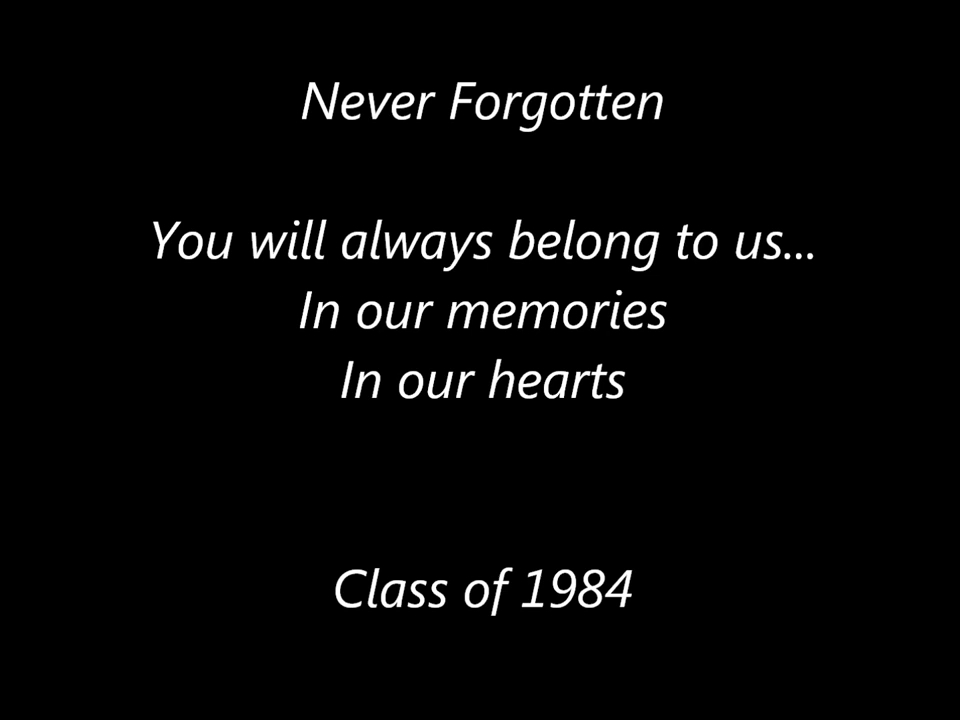 Never Forgotten
You will always belong to us...
In our memories
In our hearts
Class of 1984